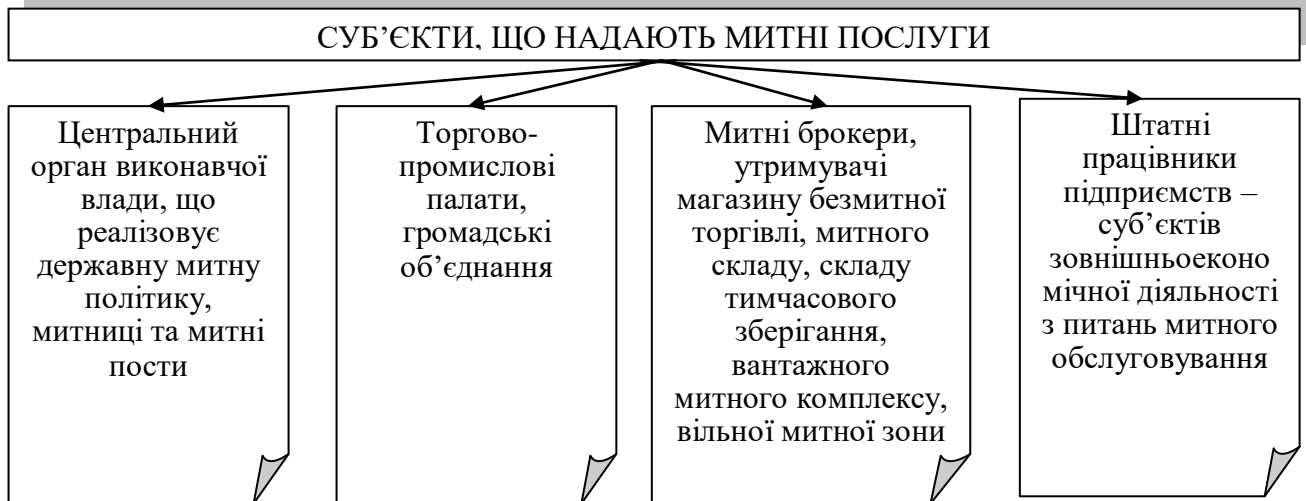 СУБ’ЄКТИ, ЩО НАДАЮТЬ МИТНІ ПОСЛУГИ
Центральний
орган виконавчої
влади, що
реалізовує
державну митну
політику,
митниці та митні
пости
Торгово-
промислові
палати,
громадські
об’єднання
Митні брокери,
утримувачі
магазину безмитної
торгівлі, митного
складу, складу
тимчасового
зберігання,
вантажного
митного комплексу,
вільної митної зони
Штатні
працівники
підприємств –
суб’єктів
зовнішньоеконо
мічної діяльності
з питань митного
обслуговування